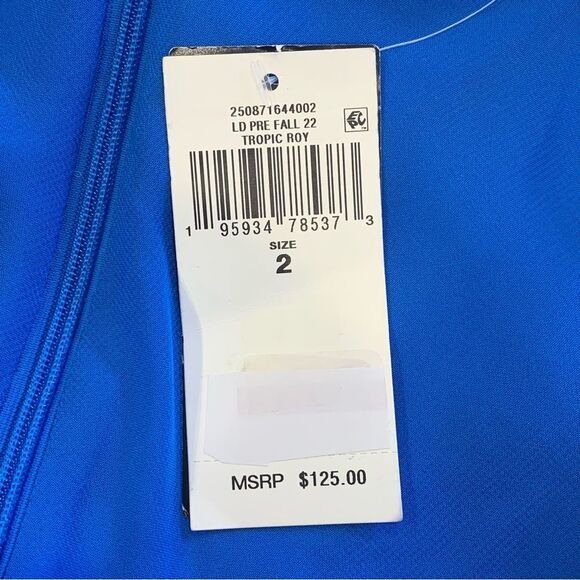 250871644002
LD PRE FALL 22
TROPIC ROY
1 95934 78537 3
SIZE
2
MSRP $125.00